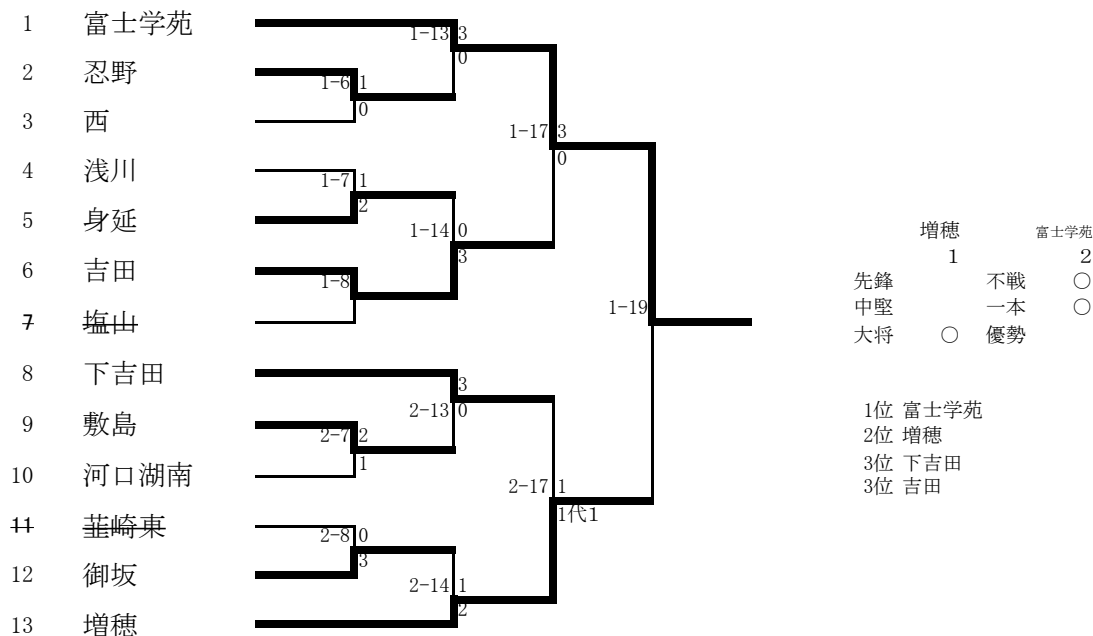 1 富士学苑
1-13 3
0
2 忍野
1-6 1
0
3 西
1-17 3
0
4 浅川
1-7 1
2
5 身延
1-14 0
3
6 吉田
1-8
7 塩山
1-19
8 下吉田
3
2-13 0
9 敷島
2-7 2
1
10 河口湖南
2-17 1
1代1
11 韮崎東
2-8 0
3
12 御坂
2-14 1
2
13 増穂
増穂 富士学苑
1 2
先鋒 不戦 ○
中堅 一本 ○
大将 ○ 優勢
1位 富士学苑
2位 増穂
3位 下吉田
3位 吉田